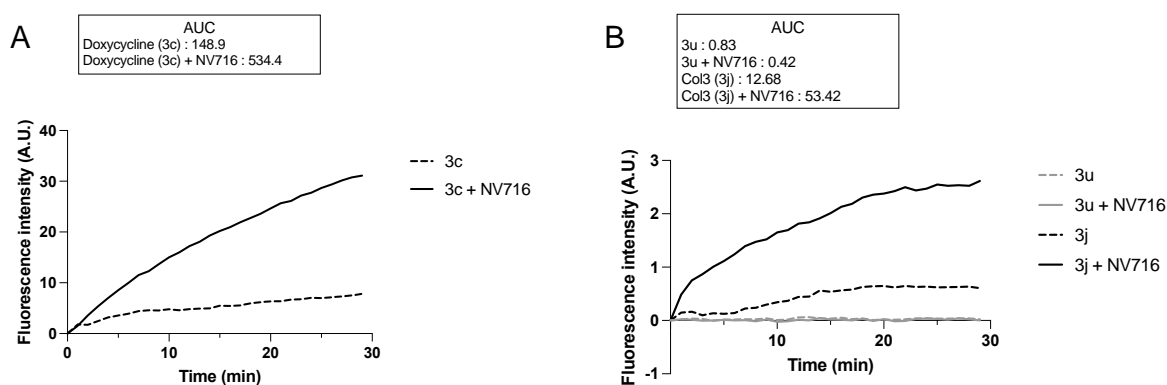 A
AUC
Doxycycline (3c) : 148.9
Doxycycline (3c) + NV716 : 534.4
Fluorescence intensity (A.U.)
40
30
20
10
0
0 10 20 30
Time (min)
3c
3c + NV716
B
AUC
3u : 0.83
3u + NV716 : 0.42
Col3 (3j) : 12.68
Col3 (3j) + NV716 : 53.42
Fluorescence intensity (A.U.)
3
2
1
0
-1
10 20 30
Time (min)
3u
3u + NV716
3j
3j + NV716